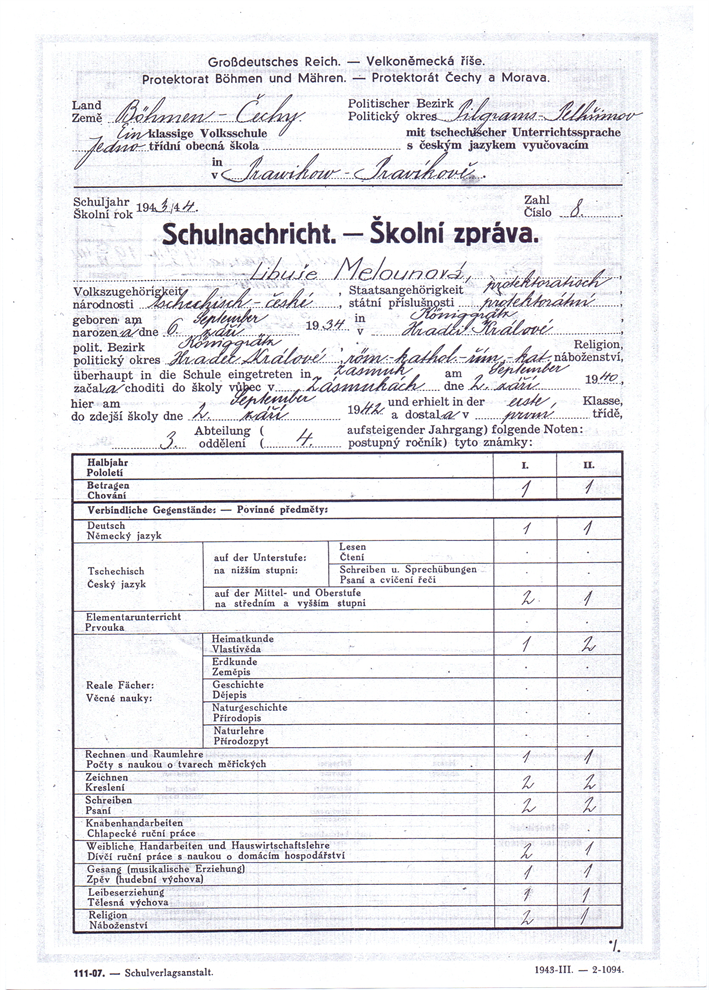 Großdeutsches Reich. — Velkoněmecká říše.
Protektorat Böhmen und Mähren. — Protektorát Čechy a Morava.
Land Böhmen - Čechy Politischer Bezirk Pilgrams - Pelhřimov
Země Politický okres
Ein klassige Volksschule mit tschechischer Unterrichtssprache
Jedno třídní obecná škola s českým jazykem vyučovacím
in
v Prawikow - Pravíkově.
Schuljahr 1943/44. Zahl 8.
Školní rok Číslo
Schulnachricht. — Školní zpráva.
Libuše Melounová,
Volkszugehörigkeit Staatsangehörigkeit protektoratisch,
národnosti tschechisch - české, státní příslušnosti protektorátní
geboren am September in Königgrätz
narozena dne 6. září 1934 v Hradci Králové,
polit. Bezirk Königgrätz Religion,
politický okres Hradec Králové, röm.-kathol.-řím.-kat. náboženství,
überhaupt in die Schule eingetreten in Zásmuk am September
začala choditi do školy vůbec v Zásmukách dne 2. září 1940,
hier am September und erhielt in der erste, Klasse,
do zdejší školy dne 2. září 1942 a dostala v první třídě,
3. Abteilung ( 4. aufsteigender Jahrgang) folgende Noten:
oddělení ( postupný ročník) tyto známky:
Halbjahr I. II.
Pololetí
Betragen 1 1
Chování
Verbindliche Gegenstände: — Povinné předměty:
Deutsch 1 1
Německý jazyk
Tschechisch
Český jazyk
auf der Unterstufe:
na nižším stupni:
Lesen
Čtení
Schreiben u. Sprechübungen
Psaní a cvičení řeči
auf der Mittel- und Oberstufe 2 1
na středním a vyšším stupni
Elementarunterricht
Prvouka
Reale Fächer:
Věcné nauky:
Heimatkunde 1 2
Vlastivěda
Erdkunde
Zeměpis
Geschichte
Dějepis
Naturgeschichte
Přírodopis
Naturlehre
Přírodozpyt
Rechnen und Raumlehre 1 1
Počty s naukou o tvarech měřických
Zeichnen 2 2
Kreslení
Schreiben 2 2
Psaní
Knabenhandarbeiten
Chlapecké ruční práce
Weibliche Handarbeiten und Hauswirtschaftslehre 2 1
Dívčí ruční práce s naukou o domácím hospodářství
Gesang (musikalische Erziehung) 1 1
Zpěv (hudební výchova)
Leibeserziehung 1 1
Tělesná výchova
Religion 2 1
Náboženství
·/.
111-07. — Schulverlagsanstalt. 1943-III. — 2-1094.